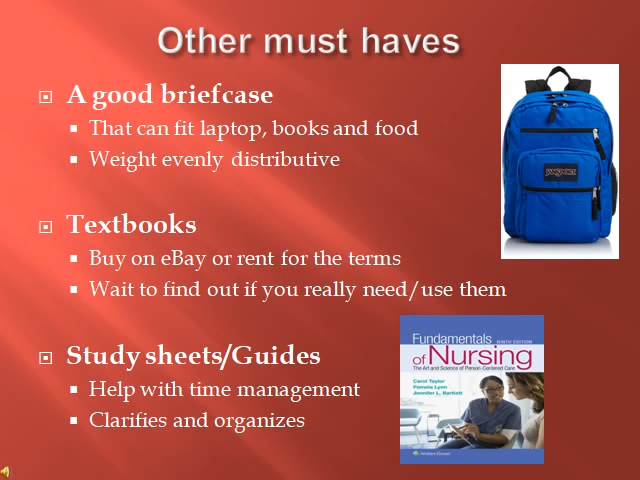 Other must haves
A good briefcase
That can fit laptop, books and food
Weight evenly distributive
JANSPORT
Textbooks
Buy on eBay or rent for the terms
Wait to find out if you really need/use them
Study sheets/Guides
Help with time management
Clarifies and organizes
Fundamentals NINTH EDITION
of Nursing
The Art and Science of Person-Centered Care
Carol Taylor
Pamela Lynn
Jennifer L. Bartlett
Wolters Kluwer